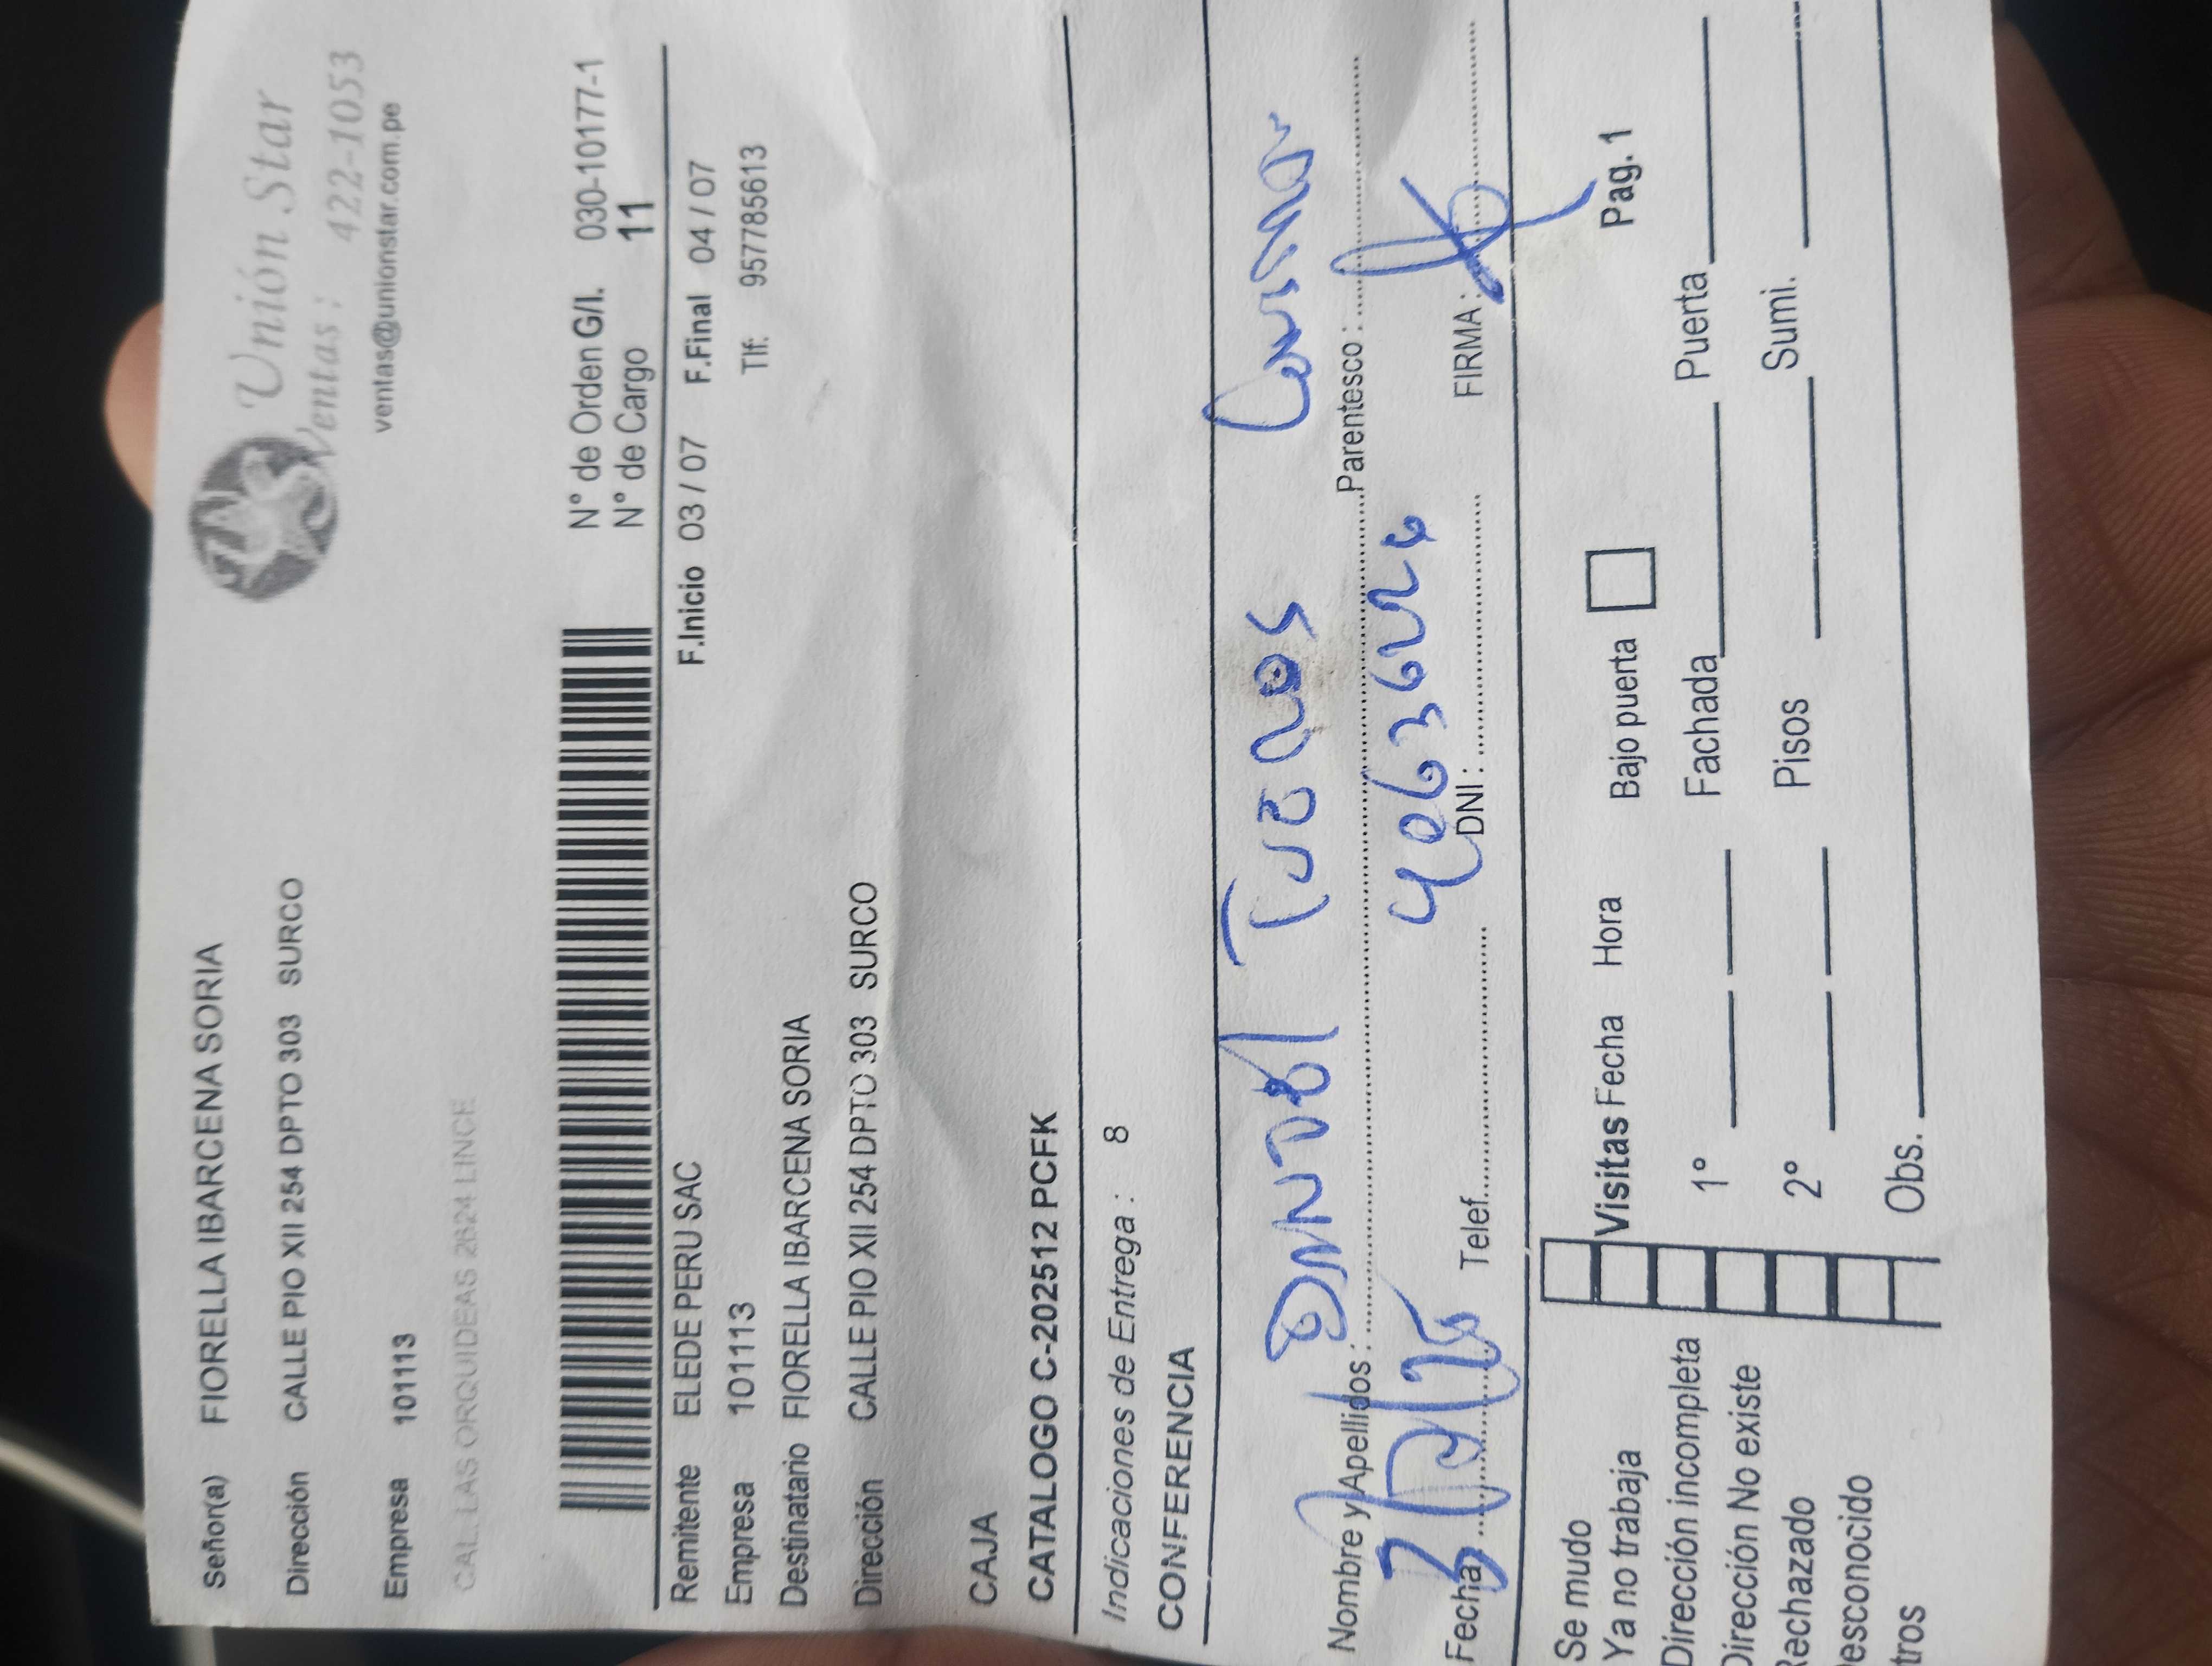 Señor(a) FIORELLA IBARCENA SORIA
Unión Star
Ventas: 422-1053
ventas@unionstar.com.pe
Dirección CALLE PIO XII 254 DPTO 303 SURCO
Empresa 101113
CAL. LAS ORQUIDEAS 2624 LINCE
N° de Orden G/I. 030-10177-1
N° de Cargo 11
Remitente ELEDE PERU SAC F.Inicio 03 / 07 F.Final 04 / 07
Empresa 101113 Tlf: 957785613
Destinatario FIORELLA IBARCENA SORIA
Dirección CALLE PIO XII 254 DPTO 303 SURCO
CAJA
CATALOGO C-202512 PCFK
Indicaciones de Entrega : 8
CONFERENCIA
Nombre y Apellidos : Parentesco :
Fecha Telef. DNI : FIRMA :
Se mudo
Ya no trabaja
Dirección incompleta
Dirección No existe
Rechazado
esconocido
tros
Visitas Fecha Hora Bajo puerta Pag. 1
1° Fachada Puerta
2° Pisos Sumi.
Obs.